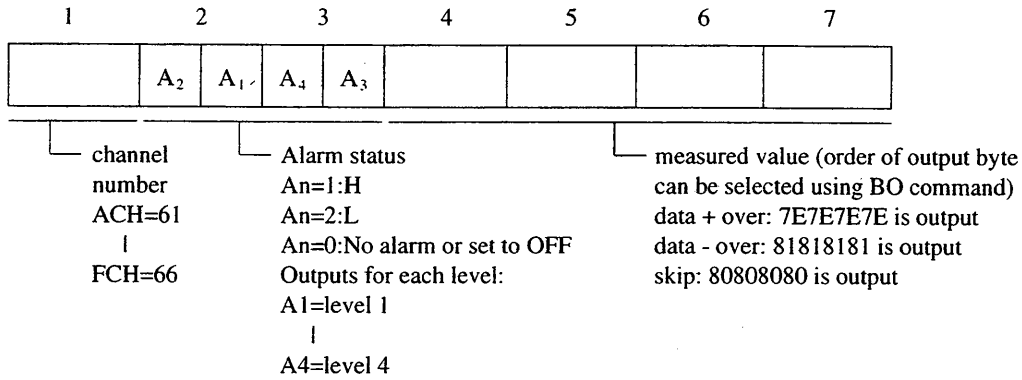 1 2 3 4 5 6 7
A₂ A₁ A₄ A₃
channel
number
ACH=61
|
FCH=66
Alarm status
An=1:H
An=2:L
An=0:No alarm or set to OFF
Outputs for each level:
A1=level 1
|
A4=level 4
measured value (order of output byte
can be selected using BO command)
data + over: 7E7E7E7E is output
data - over: 81818181 is output
skip: 80808080 is output